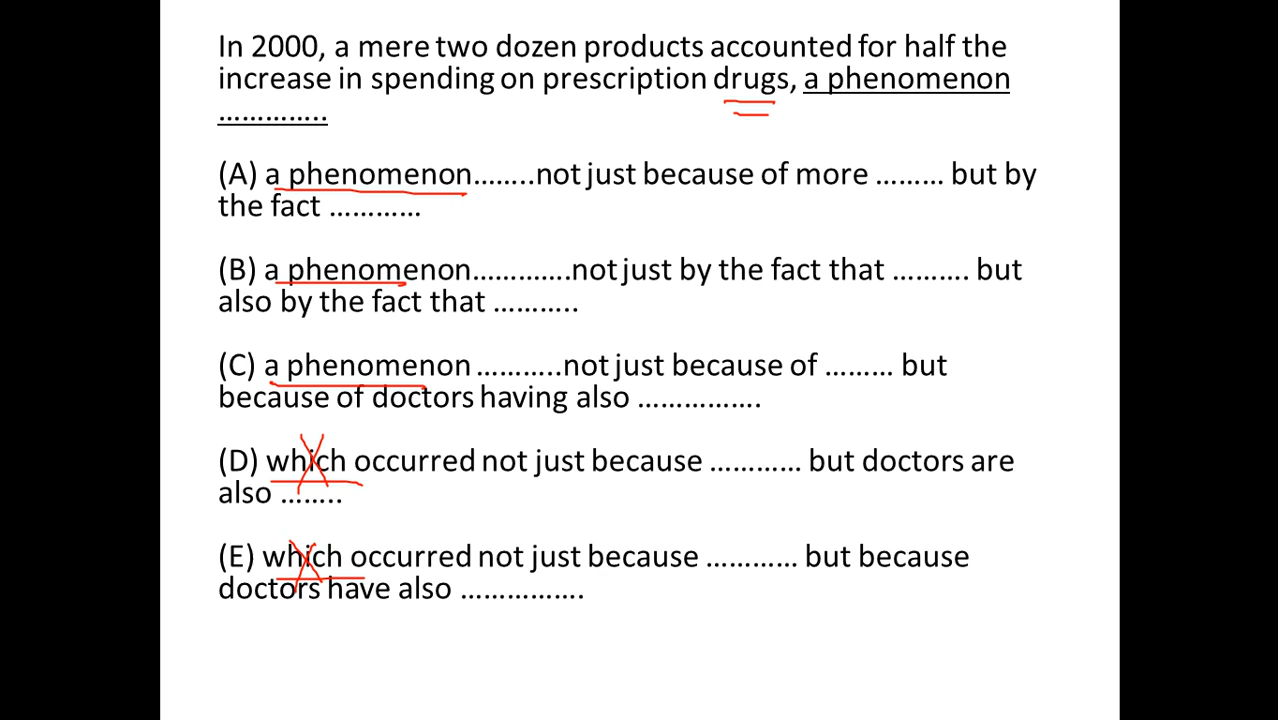 In 2000, a mere two dozen products accounted for half the
increase in spending on prescription drugs, a phenomenon
..............
(A) a phenomenon........not just because of more ......... but by
the fact ............
(B) a phenomenon.............not just by the fact that .......... but
also by the fact that ...........
(C) a phenomenon ...........not just because of ......... but
because of doctors having also ................
(D) which occurred not just because ............ but doctors are
also ........
(E) which occurred not just because ............ but because
doctors have also ................